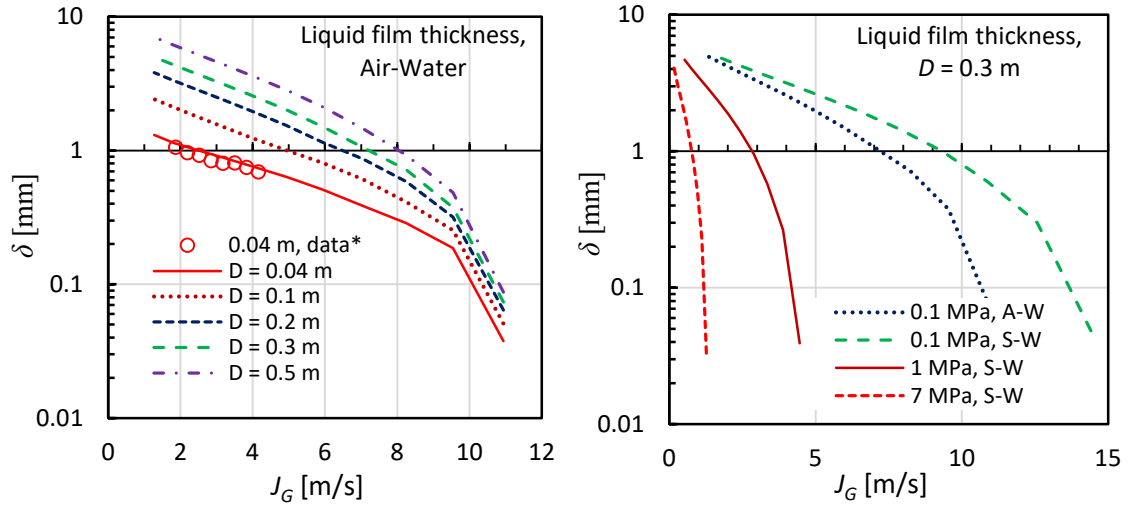 Liquid film thickness,
Air-Water
10
1
0.1
0.01
δ [mm]
0.04 m, data*
D = 0.04 m
D = 0.1 m
D = 0.2 m
D = 0.3 m
D = 0.5 m
0 2 4 6 8 10 12
J_G [m/s]
Liquid film thickness,
D = 0.3 m
10
1
0.1
0.01
δ [mm]
0.1 MPa, A-W
0.1 MPa, S-W
1 MPa, S-W
7 MPa, S-W
0 5 10 15
J_G [m/s]